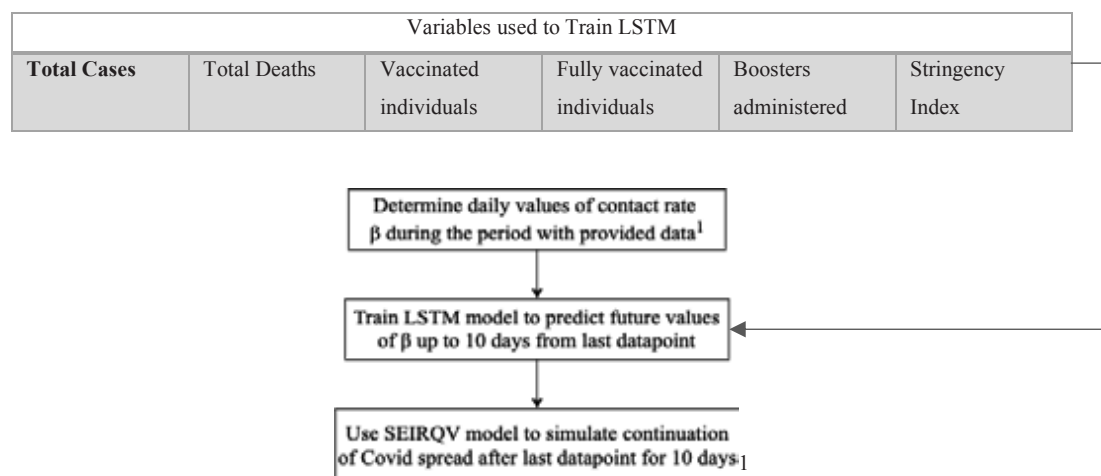 Variables used to Train LSTM
Total Cases Total Deaths Vaccinated individuals Fully vaccinated individuals Boosters administered Stringency Index
Determine daily values of contact rate
β during the period with provided data1
Train LSTM model to predict future values
of β up to 10 days from last datapoint
Use SEIRQV model to simulate continuation
of Covid spread after last datapoint for 10 days1